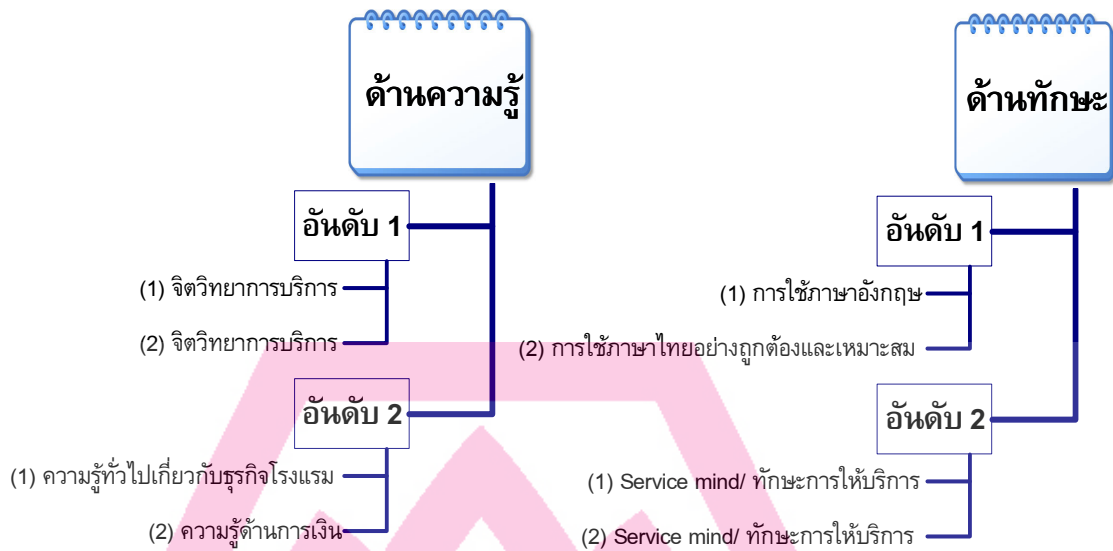 ด้านความรู้
อันดับ 1
(1) จิตวิทยาการบริการ
(2) จิตวิทยาการบริการ
อันดับ 2
(1) ความรู้ทั่วไปเกี่ยวกับธุรกิจโรงแรม
(2) ความรู้ด้านการเงิน
ด้านทักษะ
อันดับ 1
(1) การใช้ภาษาอังกฤษ
(2) การใช้ภาษาไทยอย่างถูกต้องและเหมาะสม
อันดับ 2
(1) Service mind/ ทักษะการให้บริการ
(2) Service mind/ ทักษะการให้บริการ